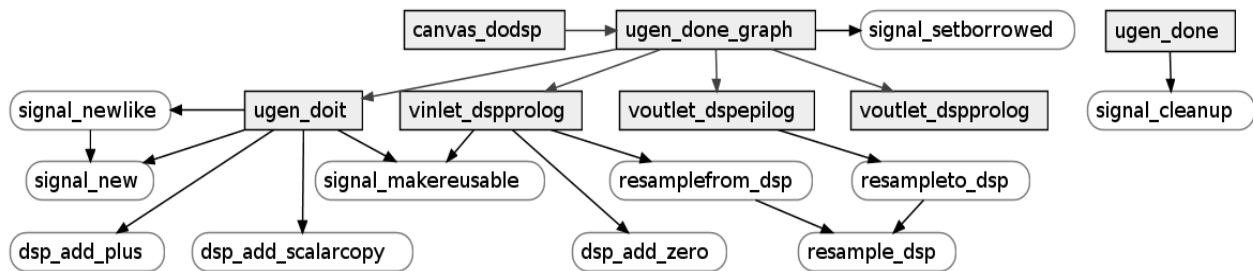 canvas_dodsp
ugen_done_graph
signal_setborrowed
ugen_done
signal_newlike
ugen_doit
vinlet_dspprolog
voutlet_dspepilog
voutlet_dspprolog
signal_cleanup
signal_new
signal_makereusable
resamplefrom_dsp
resampleto_dsp
dsp_add_plus
dsp_add_scalarcopy
dsp_add_zero
resample_dsp